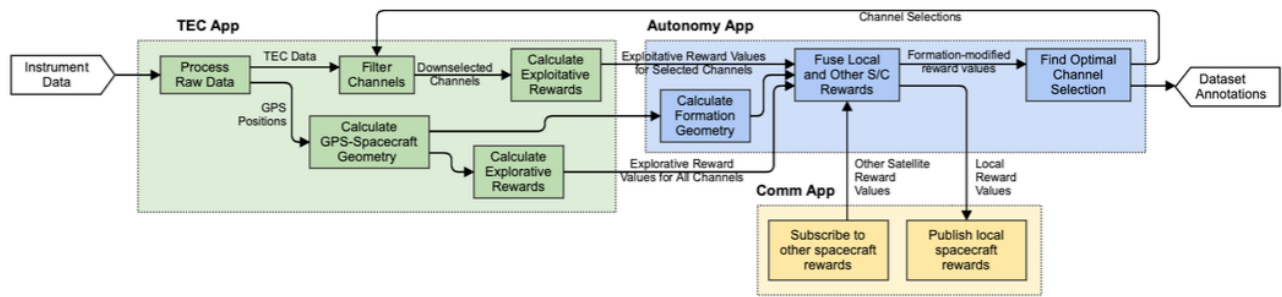 Channel Selections
TEC App
Autonomy App
Instrument
Data
Process
Raw Data
TEC Data
Filter
Channels
Downselected
Channels
Calculate
Exploitative
Rewards
Exploitative Reward Values
for Selected Channels
Fuse Local
and Other S/C
Rewards
Formation-modified
reward values
Find Optimal
Channel
Selection
Dataset
Annotations
GPS
Positions
Calculate
GPS-Spacecraft
Geometry
Calculate
Formation
Geometry
Calculate
Explorative
Rewards
Explorative Reward
Values for All Channels
Other Satellite
Reward
Values
Local
Reward
Values
Comm App
Subscribe to
other spacecraft
rewards
Publish local
spacecraft
rewards